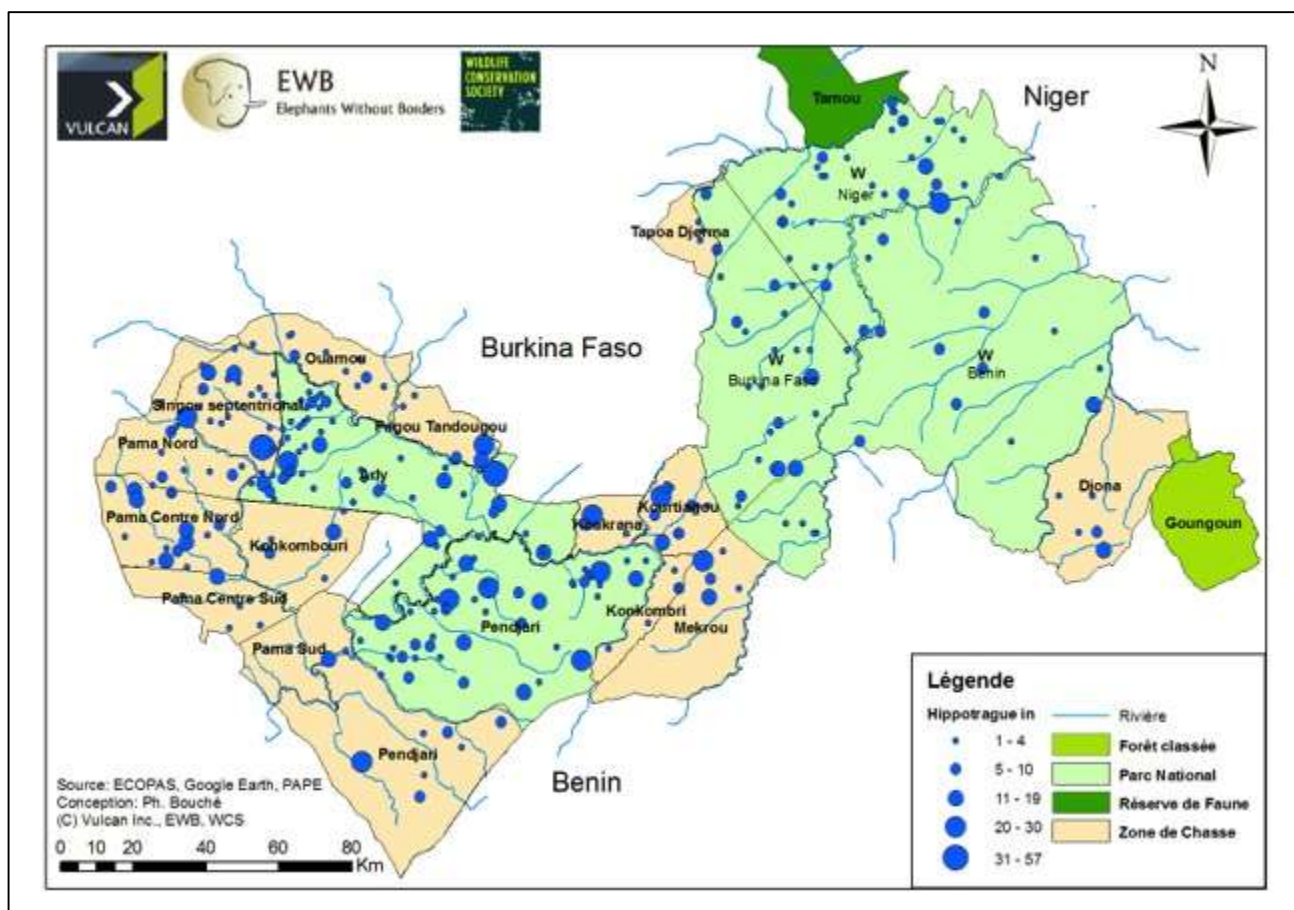 VULCAN
EWB
Elephants Without Borders
WILDLIFE
CONSERVATION
SOCIETY
Tamou
Niger
N
W
Niger
Tapoa Djerma
Burkina Faso
Ouamou
W
Burkina Faso
W
Benin
Singou septentrional
Pagou Tandougou
Pama Nord
Arly
Djona
Goungoun
Pama Centre Nord
Konkombouri
Koakrana
Kourtiagou
Pama Centre Sud
Pendjari
Konkombri
Mekrou
Pama Sud
Pendjari
Benin
Source: ECOPAS, Google Earth, PAPE
Conception: Ph. Bouché
(C) Vulcan Inc., EWB, WCS
0 10 20 40 60 80
Km
Légende
Hippotrague in
1 - 4
5 - 10
11 - 19
20 - 30
31 - 57
Rivière
Forêt classée
Parc National
Réserve de Faune
Zone de Chasse